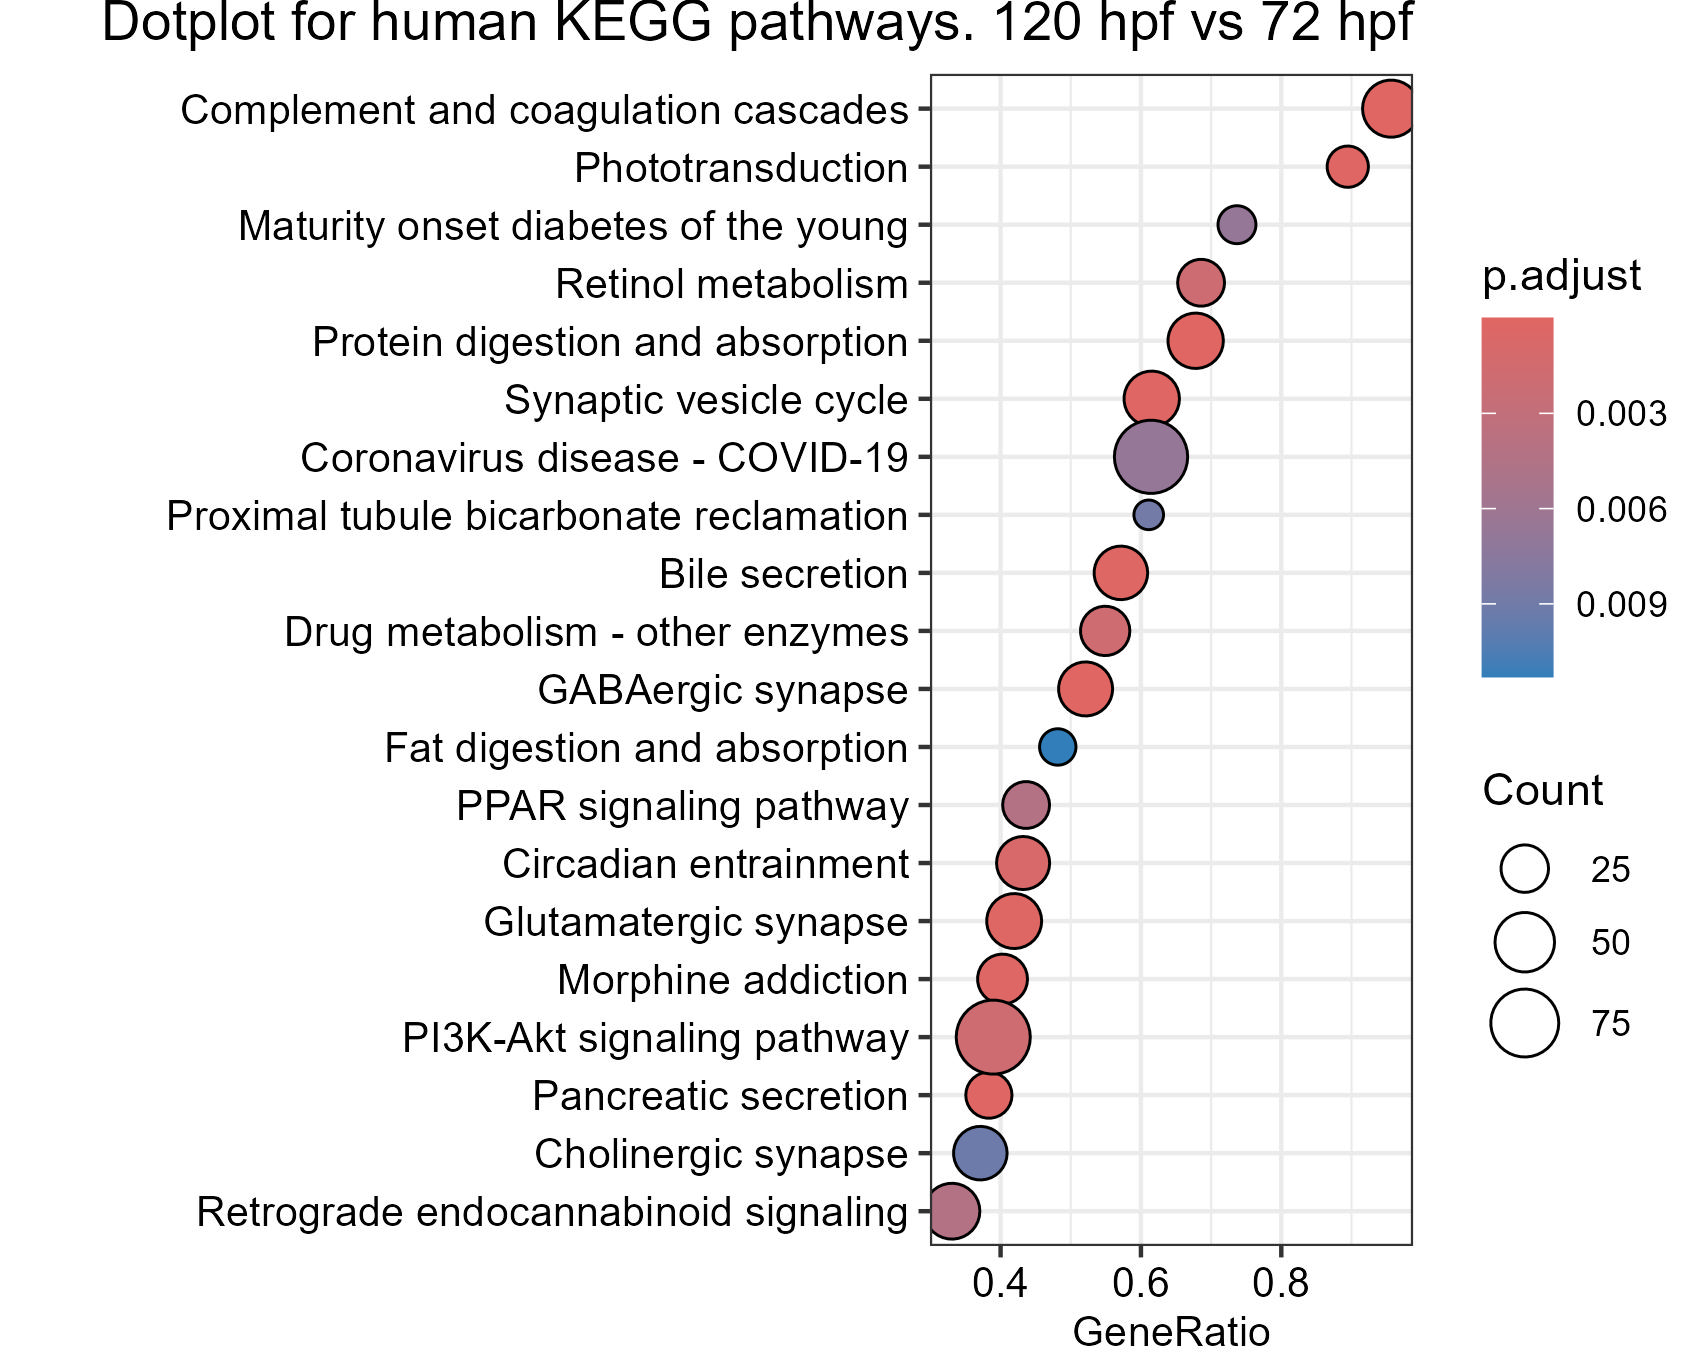 Dotplot for human KEGG pathways. 120 hpf vs 72 hpf
Complement and coagulation cascades
Phototransduction
Maturity onset diabetes of the young
Retinol metabolism
Protein digestion and absorption
Synaptic vesicle cycle
Coronavirus disease - COVID-19
Proximal tubule bicarbonate reclamation
Bile secretion
Drug metabolism - other enzymes
GABAergic synapse
Fat digestion and absorption
PPAR signaling pathway
Circadian entrainment
Glutamatergic synapse
Morphine addiction
PI3K-Akt signaling pathway
Pancreatic secretion
Cholinergic synapse
Retrograde endocannabinoid signaling
0.4 0.6 0.8
GeneRatio
p.adjust
0.003
0.006
0.009
Count
25
50
75